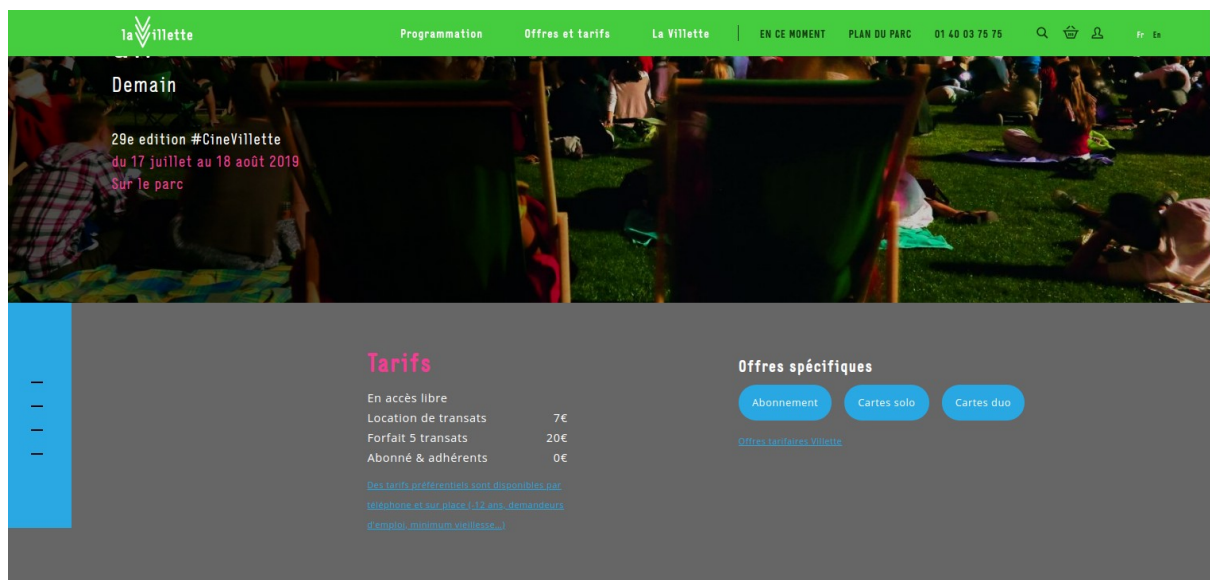 la Villette
Programmation
Offres et tarifs
La Villette
EN CE MOMENT
PLAN DU PARC
01 40 03 75 75
Fr En
Demain
29e edition #CineVillette
du 17 juillet au 18 août 2019
Sur le parc
Tarifs
En accès libre
Location de transats 7€
Forfait 5 transats 20€
Abonné & adhérents 0€
Des tarifs préférentiels sont disponibles par
téléphone et sur place (-12 ans, demandeurs
d'emploi, minimum vieillesse...)
Offres spécifiques
Abonnement
Cartes solo
Cartes duo
Offres tarifaires Villette